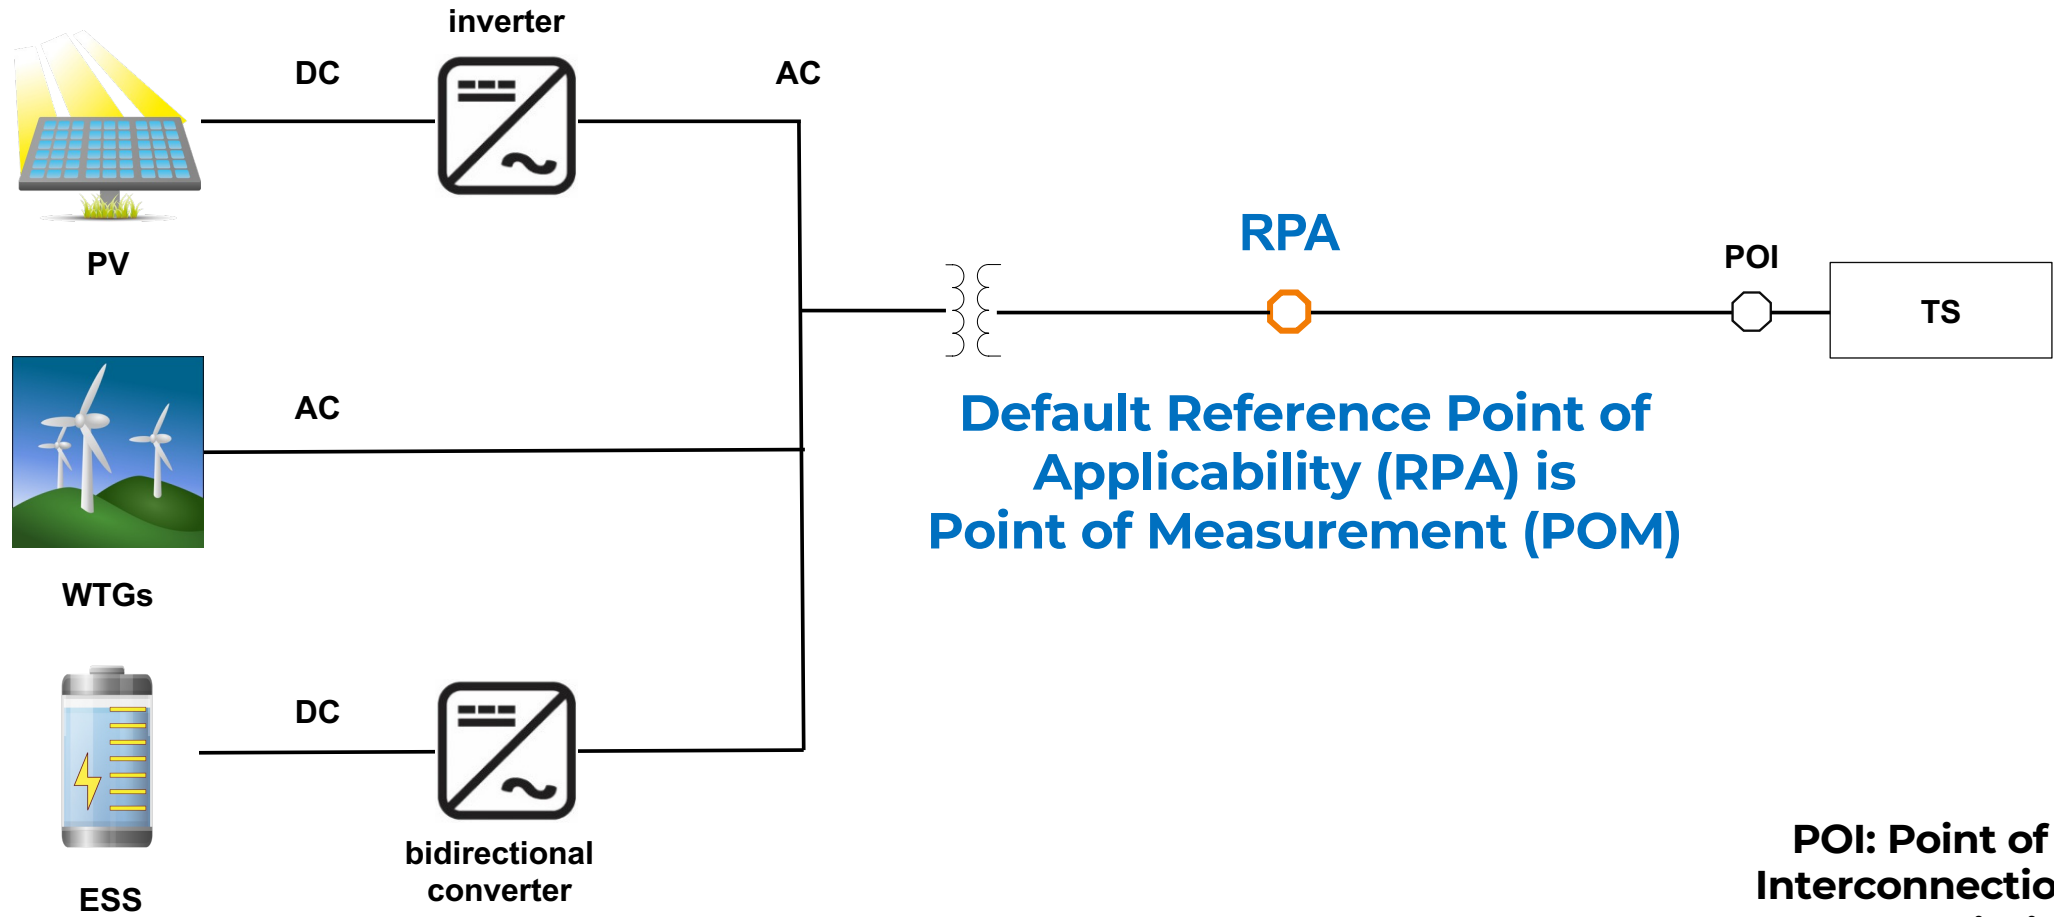 inverter
DC
AC
PV
RPA
POI
TS
AC
Default Reference Point of
Applicability (RPA) is
Point of Measurement (POM)
WTGs
DC
bidirectional
converter
ESS
POI: Point of
Interconnectio